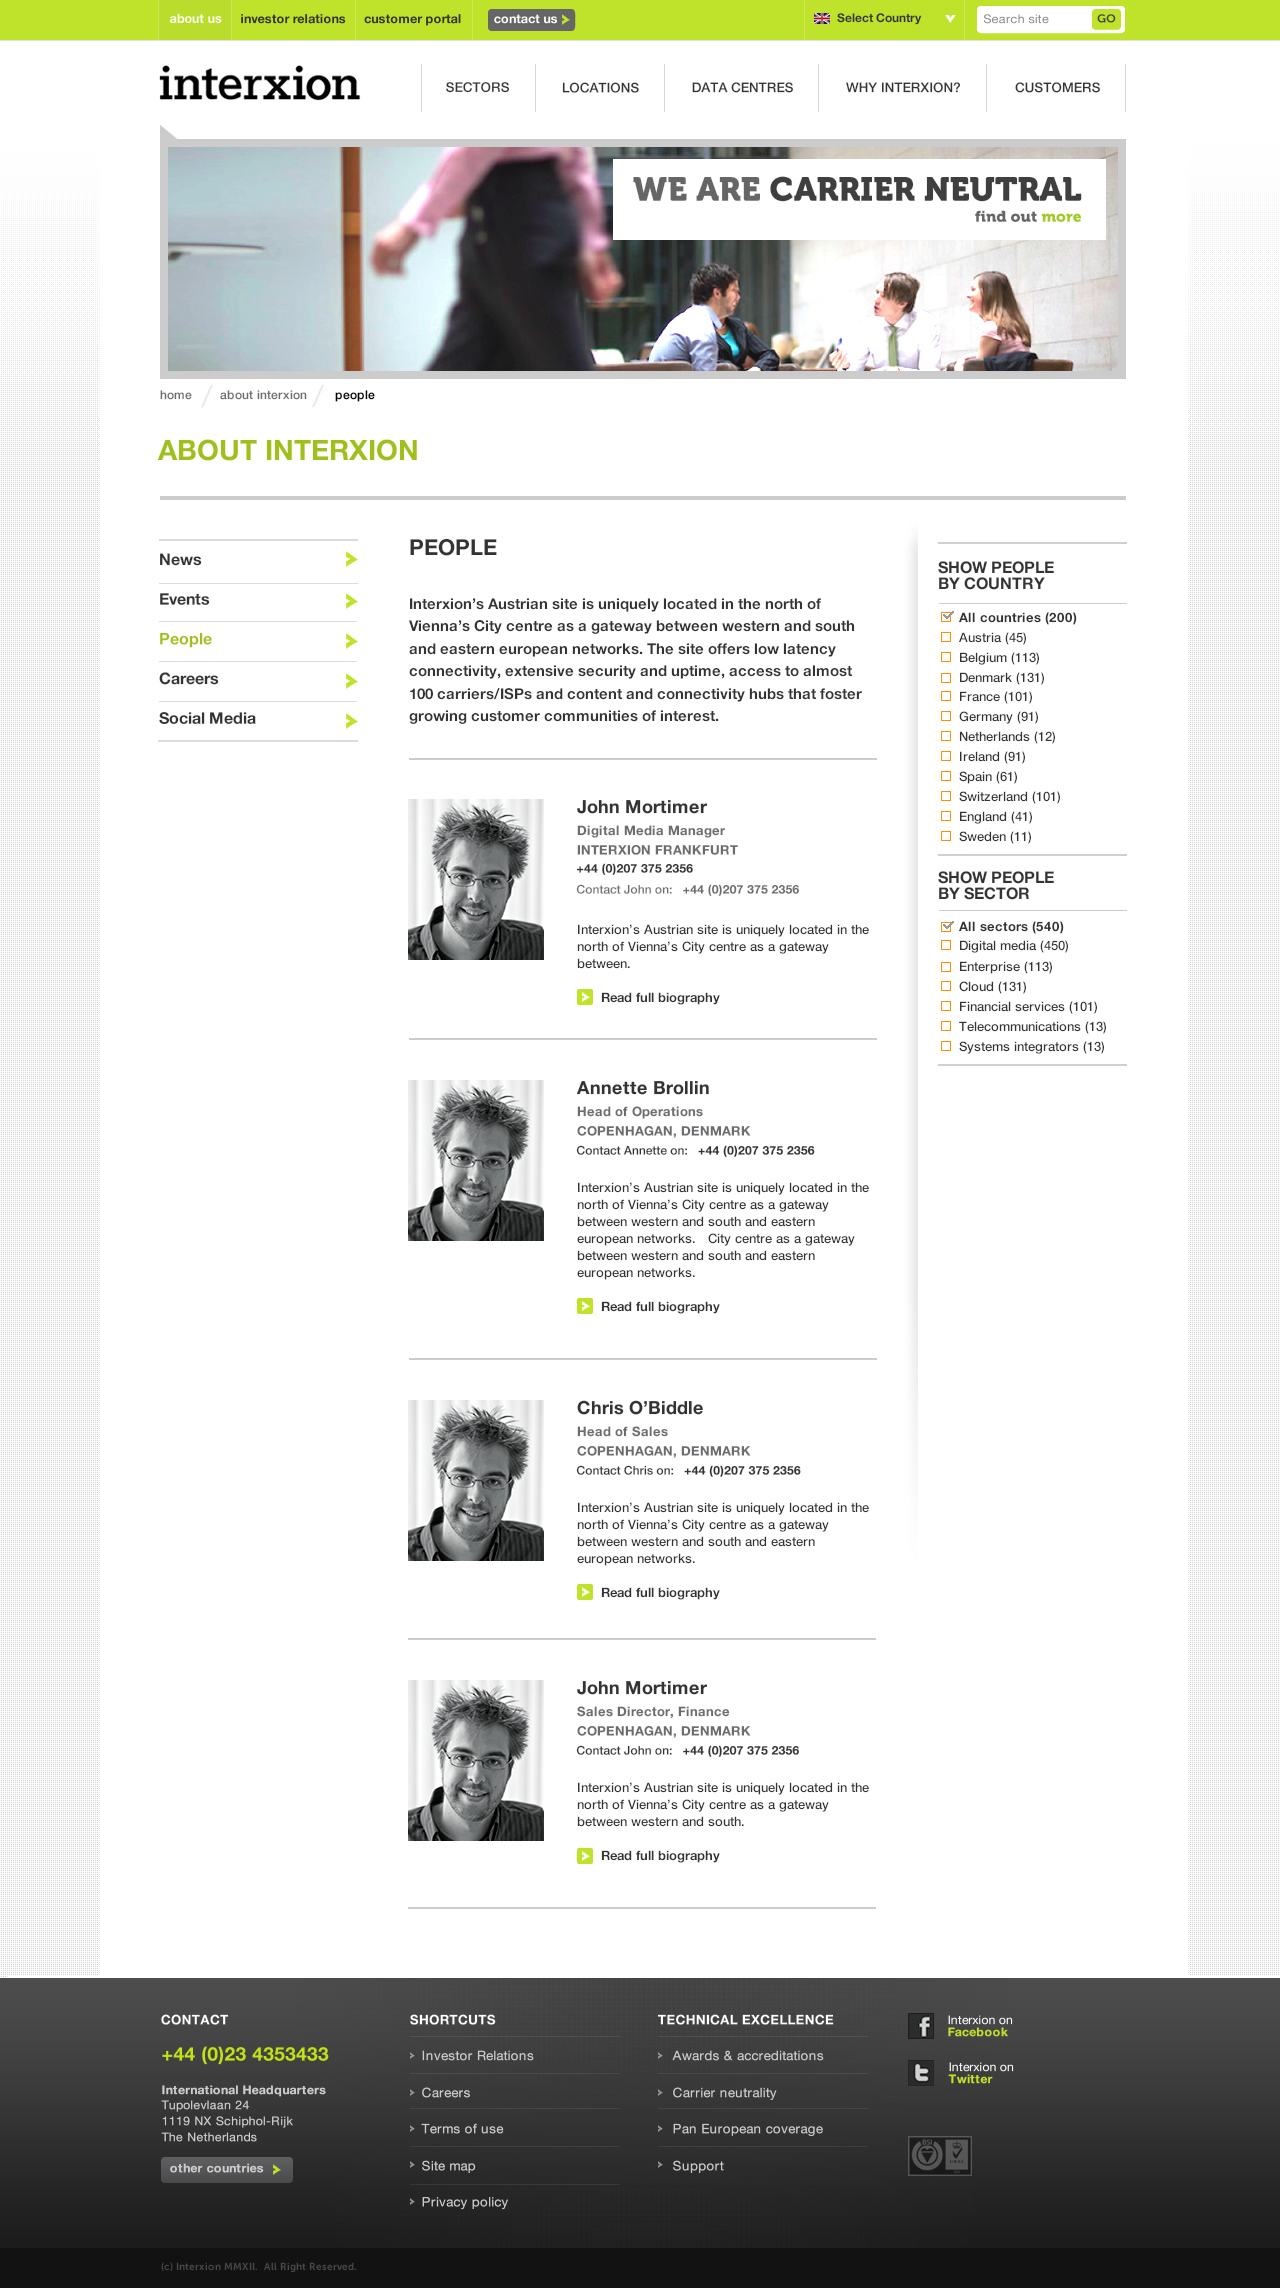 about us
investor relations
customer portal
contact us
Select Country
Search site
GO
interxion
SECTORS
LOCATIONS
DATA CENTRES
WHY INTERXION?
CUSTOMERS
WE ARE CARRIER NEUTRAL
find out more
home
about interxion
people
ABOUT INTERXION
News
Events
People
Careers
Social Media
PEOPLE
Interxion’s Austrian site is uniquely located in the north of
Vienna’s City centre as a gateway between western and south
and eastern european networks. The site offers low latency
connectivity, extensive security and uptime, access to almost
100 carriers/ISPs and content and connectivity hubs that foster
growing customer communities of interest.
John Mortimer
Digital Media Manager
INTERXION FRANKFURT
+44 (0)207 375 2356
Contact John on: +44 (0)207 375 2356
Interxion’s Austrian site is uniquely located in the
north of Vienna’s City centre as a gateway
between.
Read full biography
Annette Brollin
Head of Operations
COPENHAGAN, DENMARK
Contact Annette on: +44 (0)207 375 2356
Interxion’s Austrian site is uniquely located in the
north of Vienna’s City centre as a gateway
between western and south and eastern
european networks. City centre as a gateway
between western and south and eastern
european networks.
Read full biography
Chris O’Biddle
Head of Sales
COPENHAGAN, DENMARK
Contact Chris on: +44 (0)207 375 2356
Interxion’s Austrian site is uniquely located in the
north of Vienna’s City centre as a gateway
between western and south and eastern
european networks.
Read full biography
John Mortimer
Sales Director, Finance
COPENHAGAN, DENMARK
Contact John on: +44 (0)207 375 2356
Interxion’s Austrian site is uniquely located in the
north of Vienna’s City centre as a gateway
between western and south.
Read full biography
SHOW PEOPLE
BY COUNTRY
All countries (200)
Austria (45)
Belgium (113)
Denmark (131)
France (101)
Germany (91)
Netherlands (12)
Ireland (91)
Spain (61)
Switzerland (101)
England (41)
Sweden (11)
SHOW PEOPLE
BY SECTOR
All sectors (540)
Digital media (450)
Enterprise (113)
Cloud (131)
Financial services (101)
Telecommunications (13)
Systems integrators (13)
CONTACT
+44 (0)23 4353433
International Headquarters
Tupolevlaan 24
1119 NX Schiphol-Rijk
The Netherlands
other countries
SHORTCUTS
Investor Relations
Careers
Terms of use
Site map
Privacy policy
TECHNICAL EXCELLENCE
Awards & accreditations
Carrier neutrality
Pan European coverage
Support
Interxion on
Facebook
Interxion on
Twitter
(c) Interxion MMXII. All Right Reserved.